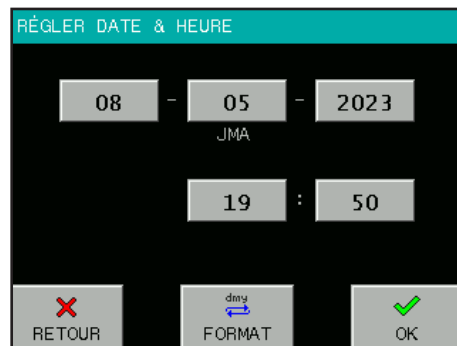 RÉGLER DATE & HEURE
08 - 05 - 2023
JMA
19 : 50
dmy
RETOUR FORMAT OK